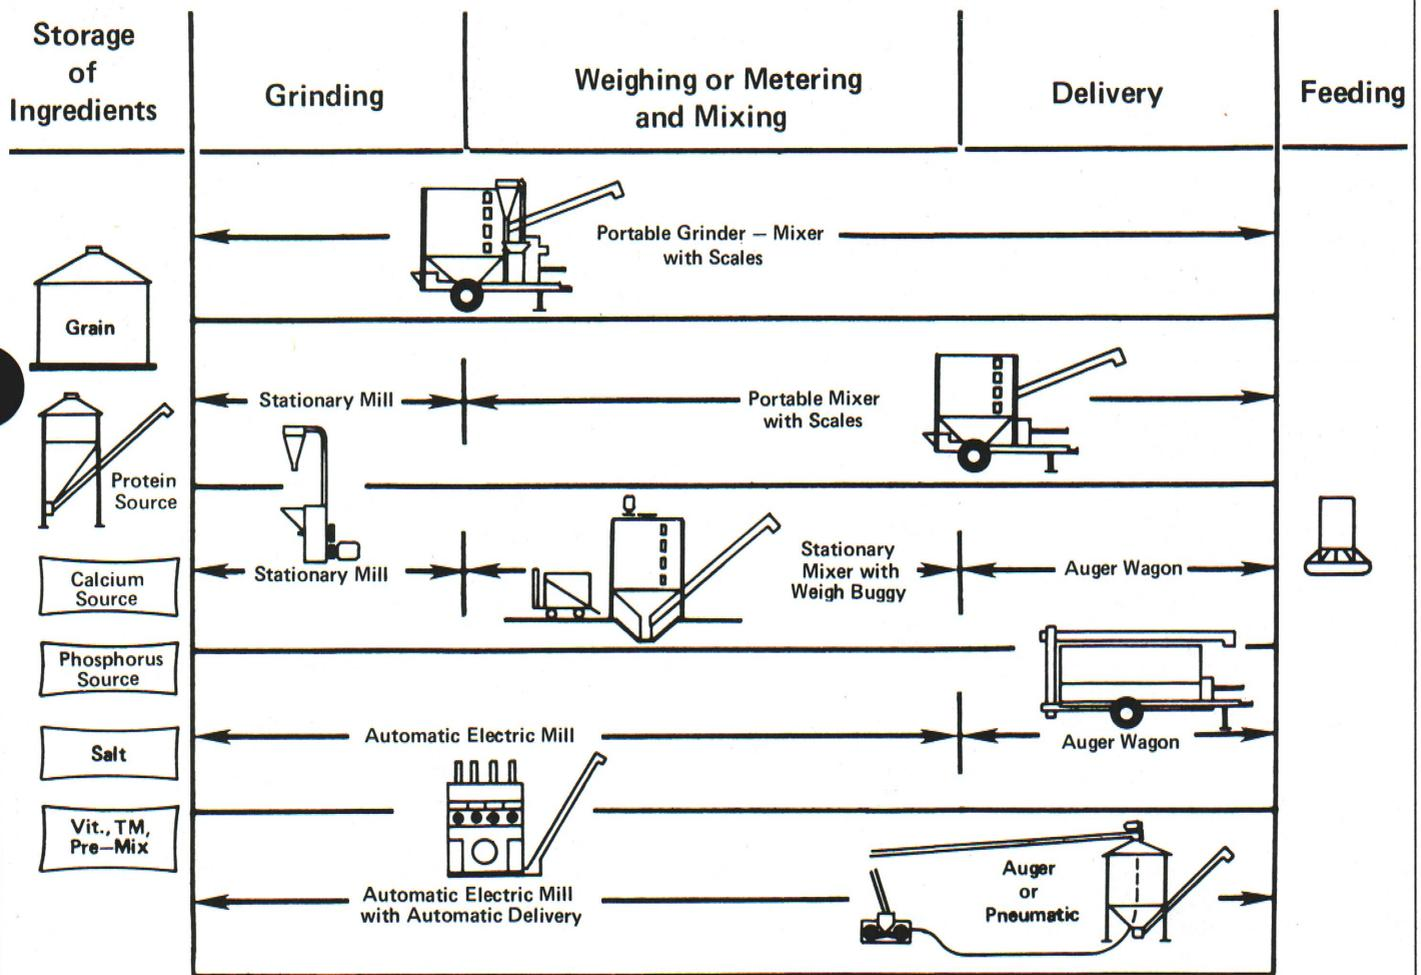 Storage
of
Ingredients
Grinding
Weighing or Metering
and Mixing
Delivery
Feeding
Portable Grinder – Mixer
with Scales
Grain
Stationary Mill
Portable Mixer
with Scales
Protein
Source
Stationary Mill
Stationary
Mixer with
Weigh Buggy
Auger Wagon
Calcium
Source
Phosphorus
Source
Salt
Automatic Electric Mill
Auger Wagon
Vit., TM,
Pre–Mix
Automatic Electric Mill
with Automatic Delivery
Auger
or
Pneumatic